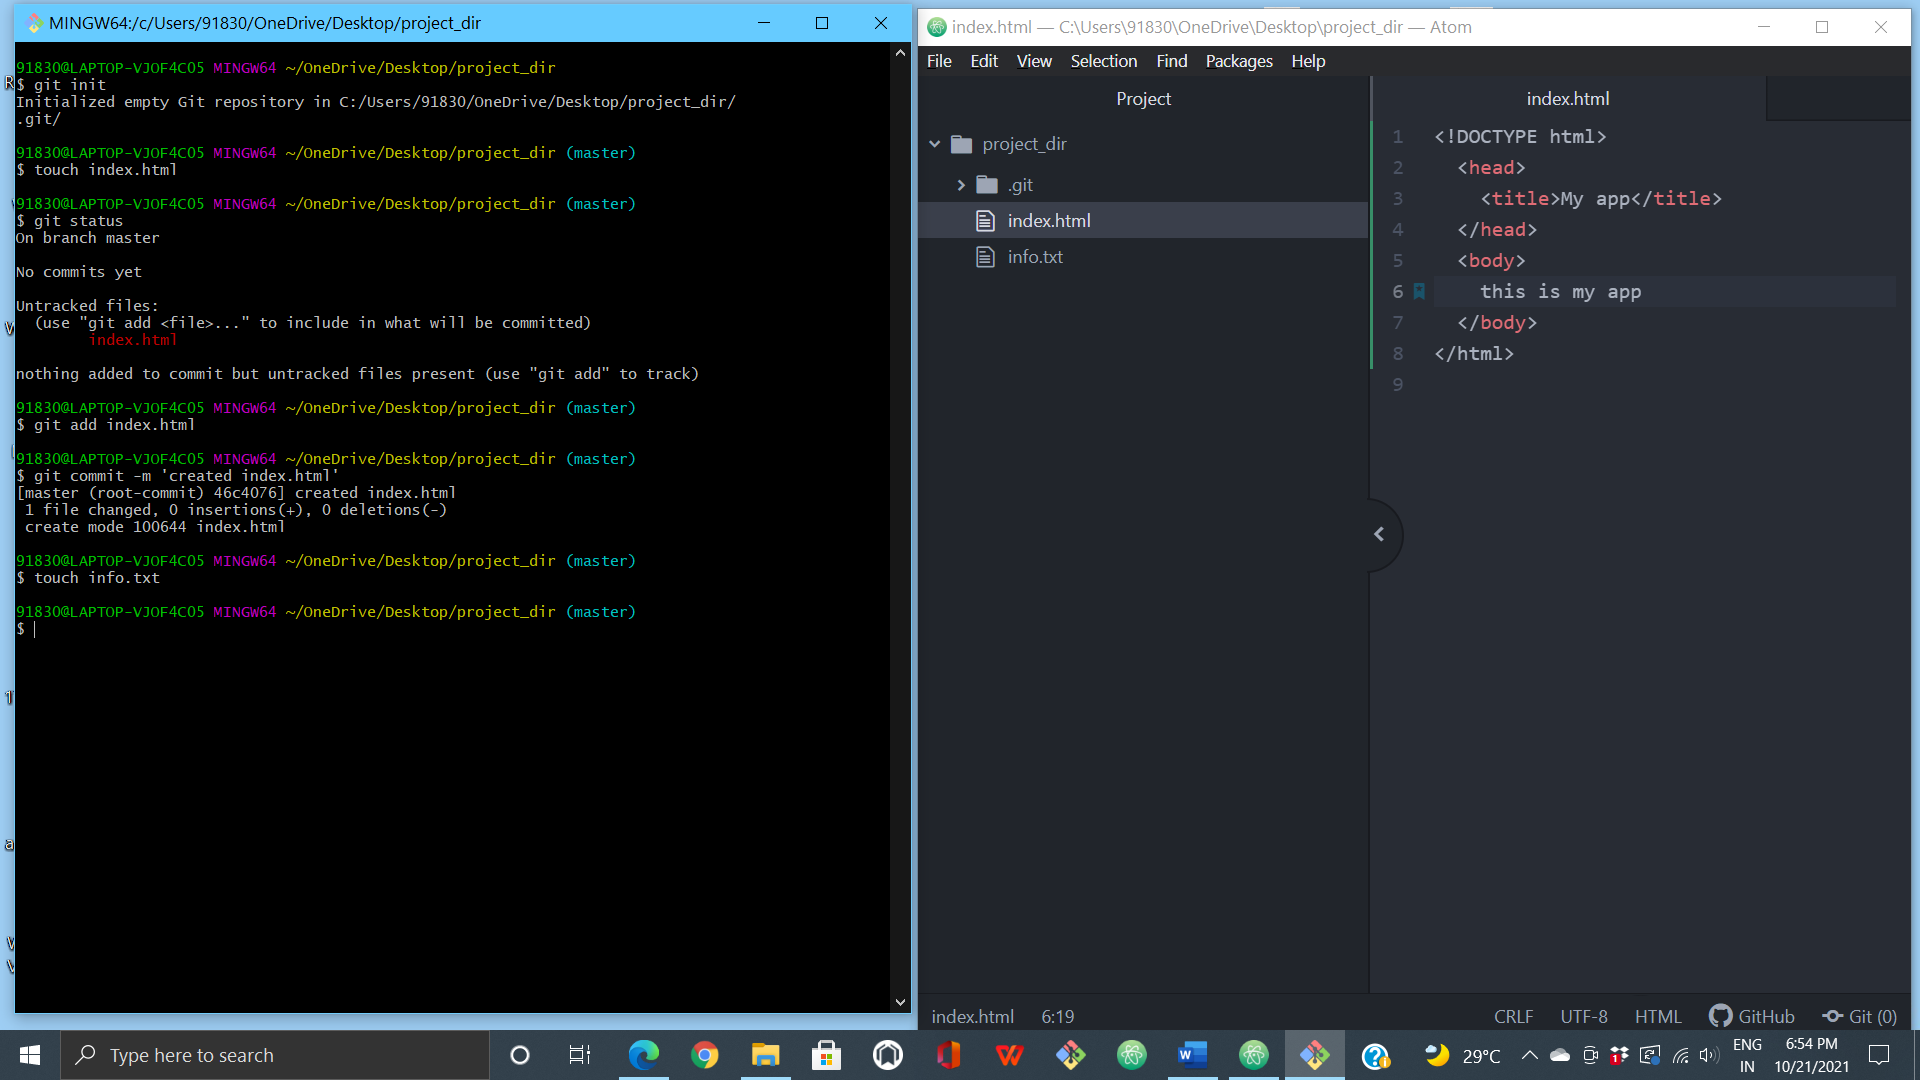 MINGW64:/c/Users/91830/OneDrive/Desktop/project_dir
91830@LAPTOP-VJOF4C05 MINGW64 ~/OneDrive/Desktop/project_dir
$ git init
Initialized empty Git repository in C:/Users/91830/OneDrive/Desktop/project_dir/
.git/
91830@LAPTOP-VJOF4C05 MINGW64 ~/OneDrive/Desktop/project_dir (master)
$ touch index.html
91830@LAPTOP-VJOF4C05 MINGW64 ~/OneDrive/Desktop/project_dir (master)
$ git status
On branch master
No commits yet
Untracked files:
(use "git add <file>..." to include in what will be committed)
index.html
nothing added to commit but untracked files present (use "git add" to track)
91830@LAPTOP-VJOF4C05 MINGW64 ~/OneDrive/Desktop/project_dir (master)
$ git add index.html
91830@LAPTOP-VJOF4C05 MINGW64 ~/OneDrive/Desktop/project_dir (master)
$ git commit -m 'created index.html'
[master (root-commit) 46c4076] created index.html
1 file changed, 0 insertions(+), 0 deletions(-)
create mode 100644 index.html
91830@LAPTOP-VJOF4C05 MINGW64 ~/OneDrive/Desktop/project_dir (master)
$ touch info.txt
91830@LAPTOP-VJOF4C05 MINGW64 ~/OneDrive/Desktop/project_dir (master)
$
index.html — C:\Users\91830\OneDrive\Desktop\project_dir — Atom
File Edit View Selection Find Packages Help
Project
project_dir
.git
index.html
info.txt
index.html
1 <!DOCTYPE html>
2 <head>
3 <title>My app</title>
4 </head>
5 <body>
6 this is my app
7 </body>
8 </html>
9
index.html 6:19 CRLF UTF-8 HTML GitHub Git (0)
Type here to search
29°C
ENG
IN
6:54 PM
10/21/2021